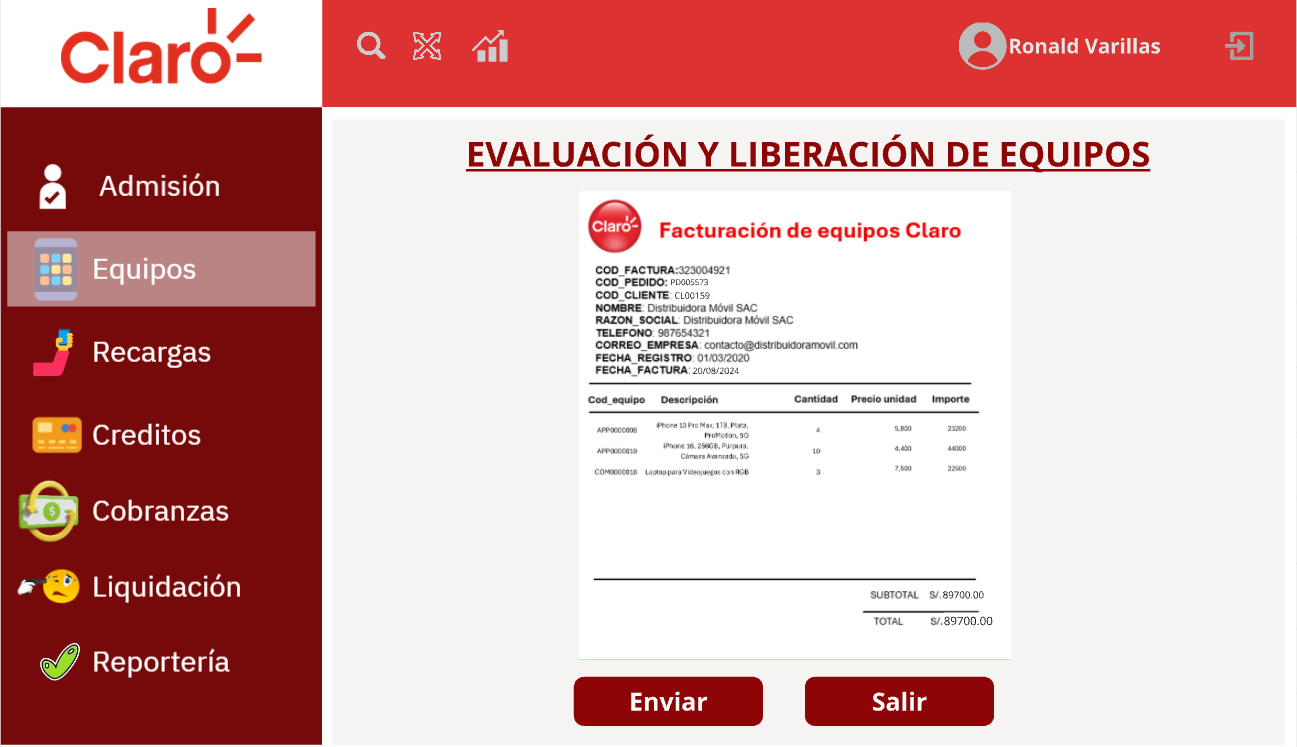 Claro
Ronald Varillas
Admisión
Equipos
Recargas
Creditos
Cobranzas
Liquidación
Reportería
EVALUACIÓN Y LIBERACIÓN DE EQUIPOS
Claro
Facturación de equipos Claro
COD_FACTURA:323004921
COD_PEDIDO: PD005573
COD_CLIENTE: CL00159
NOMBRE: Distribuidora Móvil SAC
RAZON_SOCIAL: Distribuidora Móvil SAC
TELEFONO: 987654321
CORREO_EMPRESA: contacto@distribuidoramovil.com
FECHA_REGISTRO: 01/03/2020
FECHA_FACTURA: 20/08/2024
Cod_equipo Descripción Cantidad Precio unidad Importe
APP0000008 iPhone 13 Pro Max, 1TB, Plata, ProMotion, 5G 4 5,800 23200
APP0000019 iPhone 16, 256GB, Púrpura, Cámara Avanzada, 5G 10 4,400 44000
COM0000018 Laptop para Videojuegos con RGB 3 7,500 22500
SUBTOTAL S/.89700.00
TOTAL S/.89700.00
Enviar
Salir